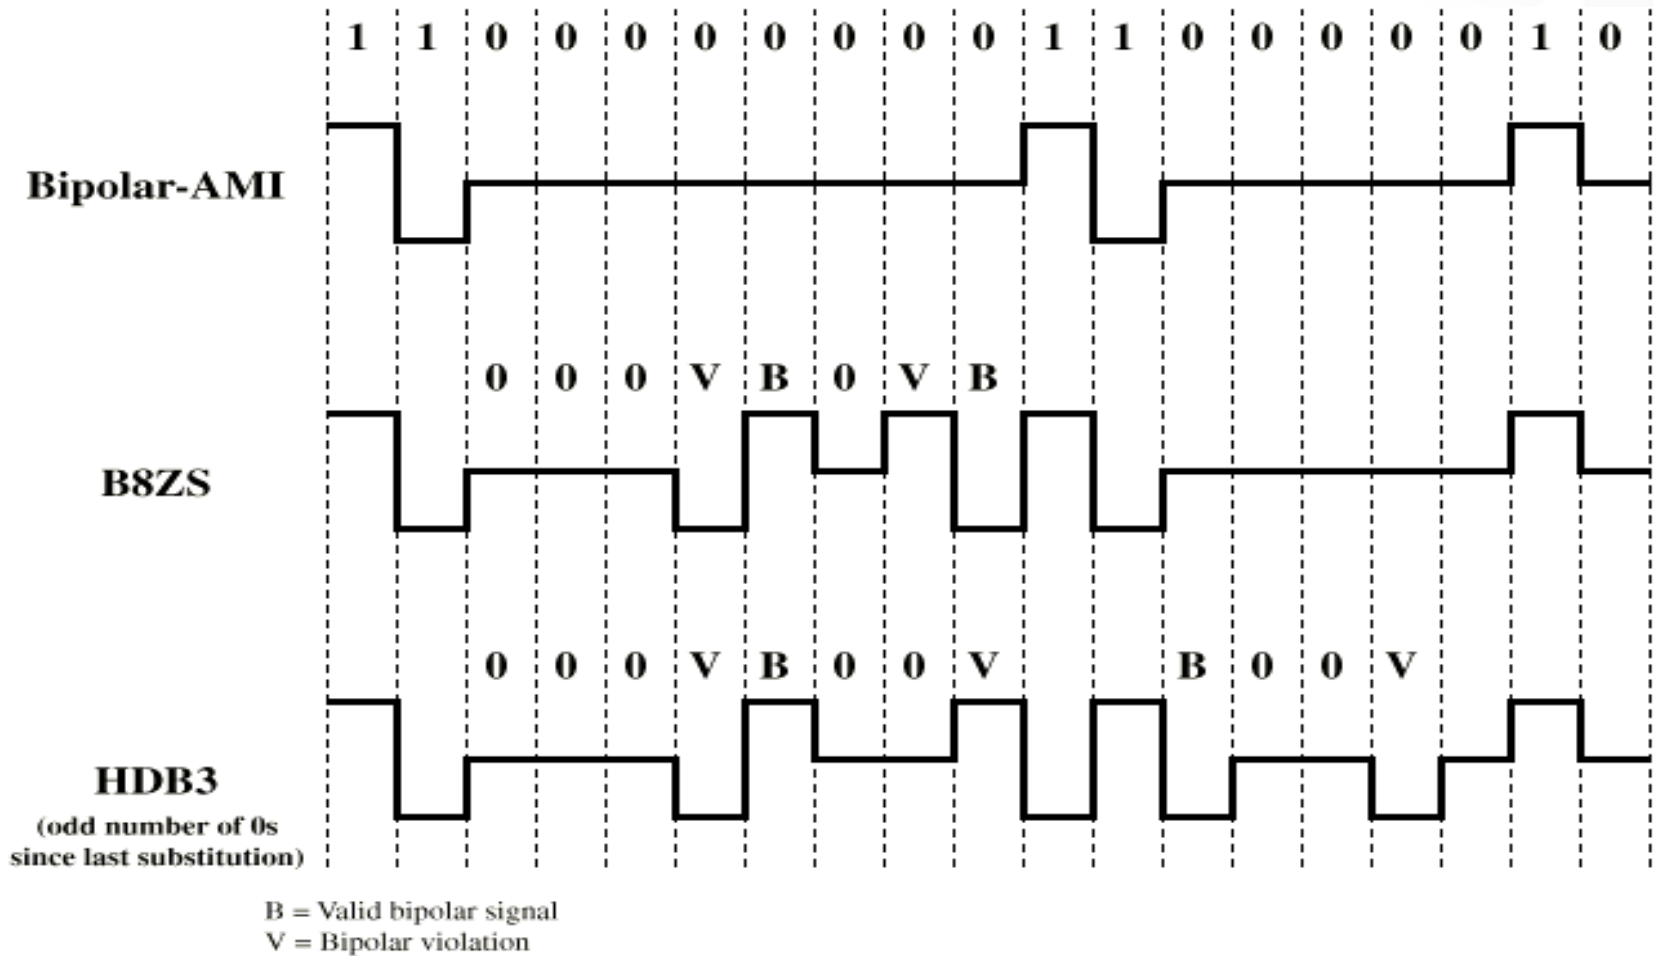 1 1 0 0 0 0 0 0 0 0 1 1 0 0 0 0 0 1 0
Bipolar-AMI
0 0 0 V B 0 V B
B8ZS
0 0 0 V B 0 0 V B 0 0 V
HDB3
(odd number of 0s
since last substitution)
B = Valid bipolar signal
V = Bipolar violation